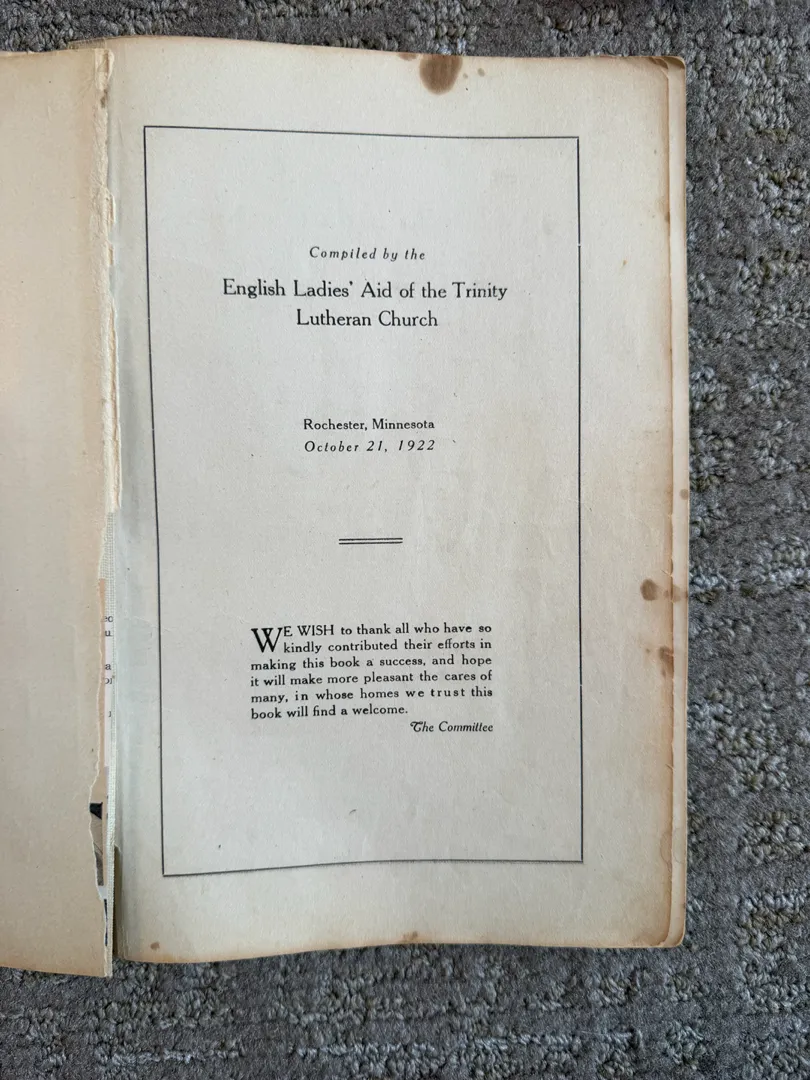 Compiled by the
English Ladies' Aid of the Trinity
Lutheran Church
Rochester, Minnesota
October 21, 1922
WE WISH to thank all who have so
kindly contributed their efforts in
making this book a success, and hope
it will make more pleasant the cares of
many, in whose homes we trust this
book will find a welcome.
The Committee